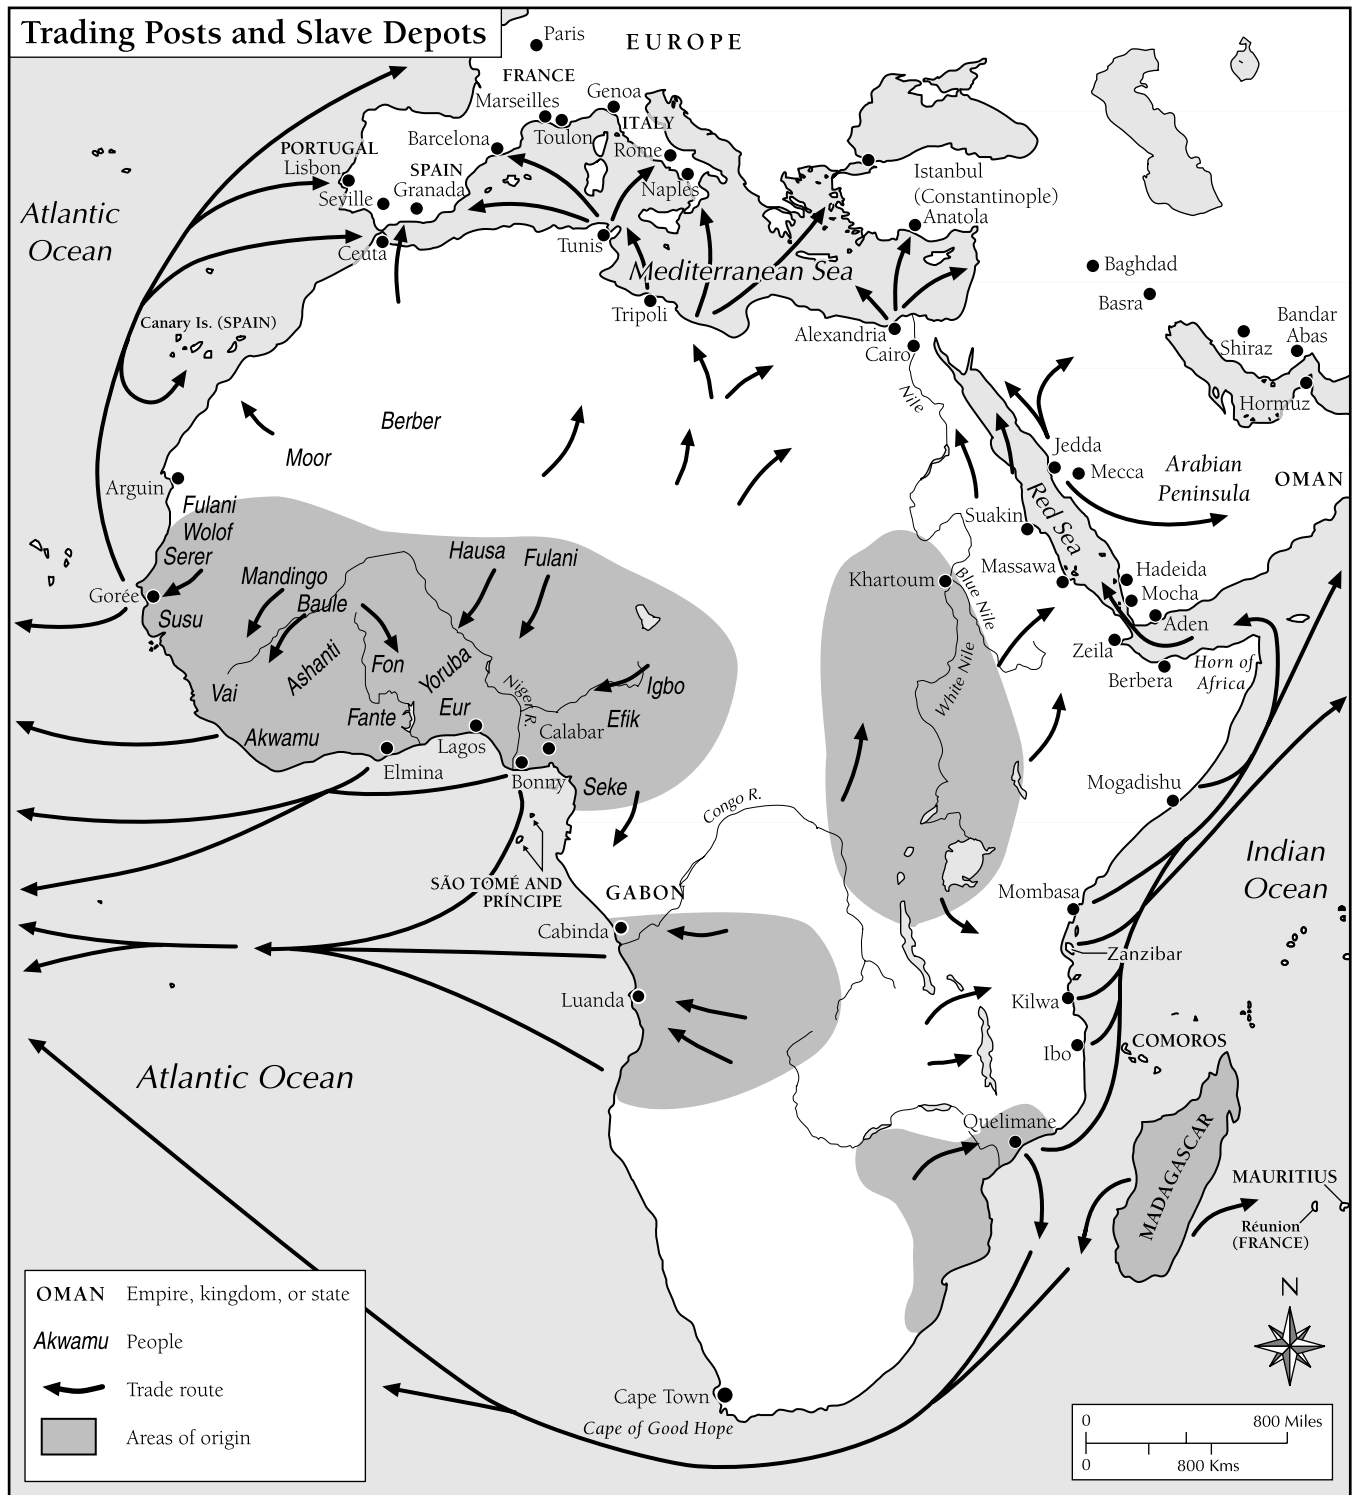 Trading Posts and Slave Depots
Paris
EUROPE
FRANCE
Genoa
Marseilles
ITALY
Toulon
Barcelona
PORTUGAL
Rome
Lisbon
SPAIN
Istanbul
(Constantinople)
Granada
Naples
Seville
Atlantic
Ocean
Anatola
Ceuta
Tunis
Mediterranean Sea
Baghdad
Basra
Tripoli
Canary Is. (SPAIN)
Alexandria
Cairo
Bandar
Abas
Shiraz
Hormuz
Nile
Berber
Moor
Jedda
Mecca
Arabian
Peninsula
OMAN
Arguin
Fulani
Wolof
Serer
Red Sea
Suakin
Hausa
Fulani
Massawa
Khartoum
Blue Nile
Hadeida
Mocha
Mandingo
Baule
Gorée
Susu
Aden
Zeila
Horn of
Africa
Berbera
White Nile
Ashanti
Fon
Yoruba
Niger R.
Igbo
Vai
Fante
Eur
Efik
Calabar
Akwamu
Lagos
Elmina
Bonny
Seke
Mogadishu
Congo R.
Indian
Ocean
SÃO TOMÉ AND
PRÍNCIPE
GABON
Mombasa
Cabinda
Zanzibar
Luanda
Kilwa
Ibo
COMOROS
Atlantic Ocean
Quelimane
MADAGASCAR
MAURITIUS
Réunion
(FRANCE)
N
OMAN Empire, kingdom, or state
Akwamu People
Trade route
Areas of origin
Cape Town
Cape of Good Hope
0 800 Miles
0 800 Kms